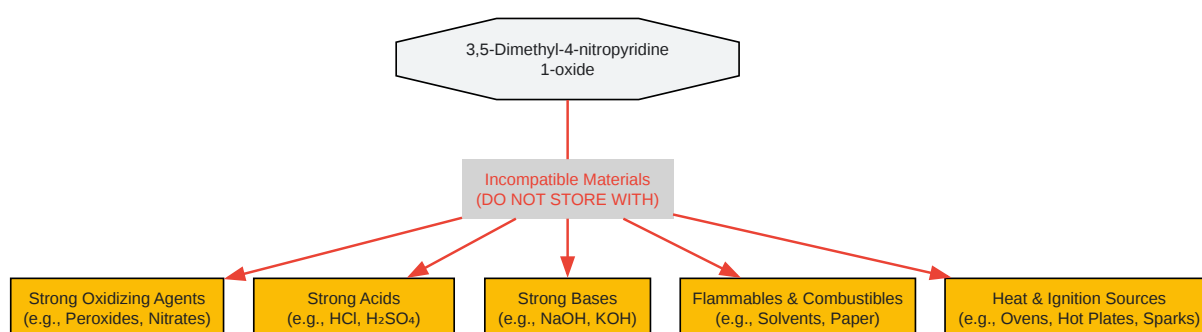 3,5-Dimethyl-4-nitropyridine
1-oxide
Incompatible Materials
(DO NOT STORE WITH)
Strong Oxidizing Agents
(e.g., Peroxides, Nitrates)
Strong Acids
(e.g., HCl, H₂SO₄)
Strong Bases
(e.g., NaOH, KOH)
Flammables & Combustibles
(e.g., Solvents, Paper)
Heat & Ignition Sources
(e.g., Ovens, Hot Plates, Sparks)